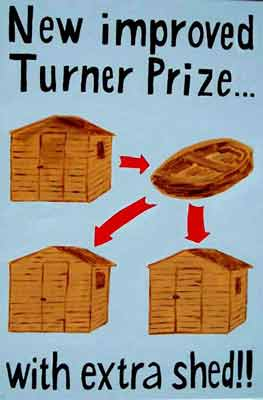 New improved
Turner Prize...
with extra shed!!